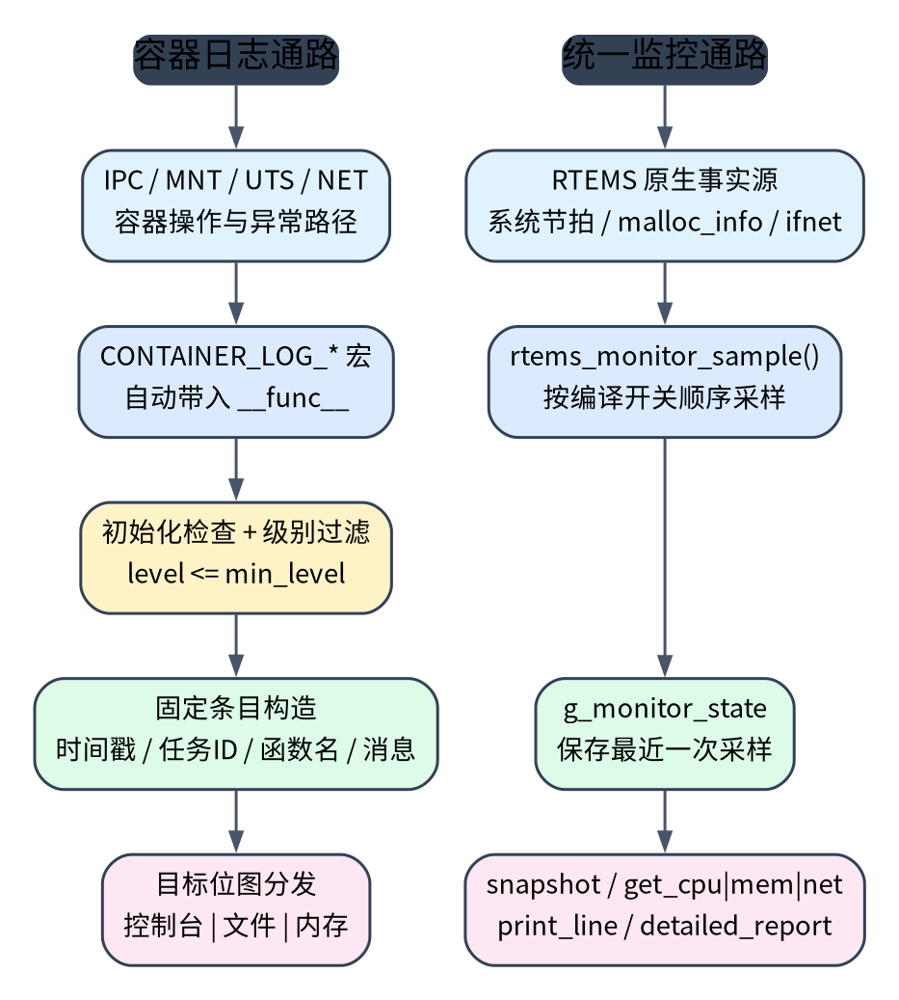 容器日志通路
IPC / MNT / UTS / NET
容器操作与异常路径
CONTAINER_LOG_* 宏
自动带入 __func__
初始化检查 + 级别过滤
level <= min_level
固定条目构造
时间戳 / 任务ID / 函数名 / 消息
目标位图分发
控制台 | 文件 | 内存
统一监控通路
RTEMS 原生事实源
系统节拍 / malloc_info / ifnet
rtems_monitor_sample()
按编译开关顺序采样
g_monitor_state
保存最近一次采样
snapshot / get_cpu|mem|net
print_line / detailed_report